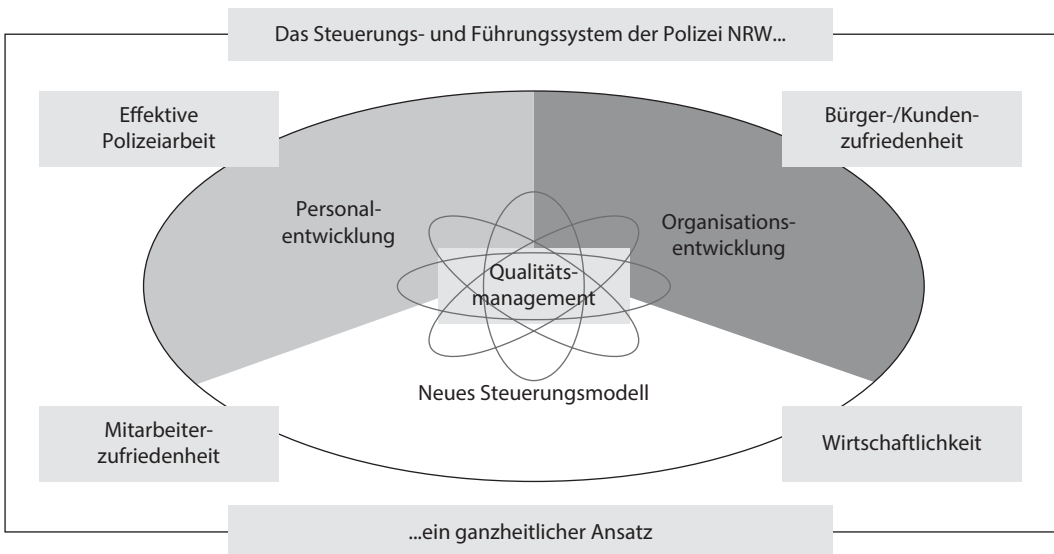 Das Steuerungs- und Führungssystem der Polizei NRW...
Effektive
Polizeiarbeit
Bürger-/Kunden-
zufriedenheit
Personal-
entwicklung
Organisations-
entwicklung
Qualitäts-
management
Neues Steuerungsmodell
Mitarbeiter-
zufriedenheit
Wirtschaftlichkeit
...ein ganzheitlicher Ansatz